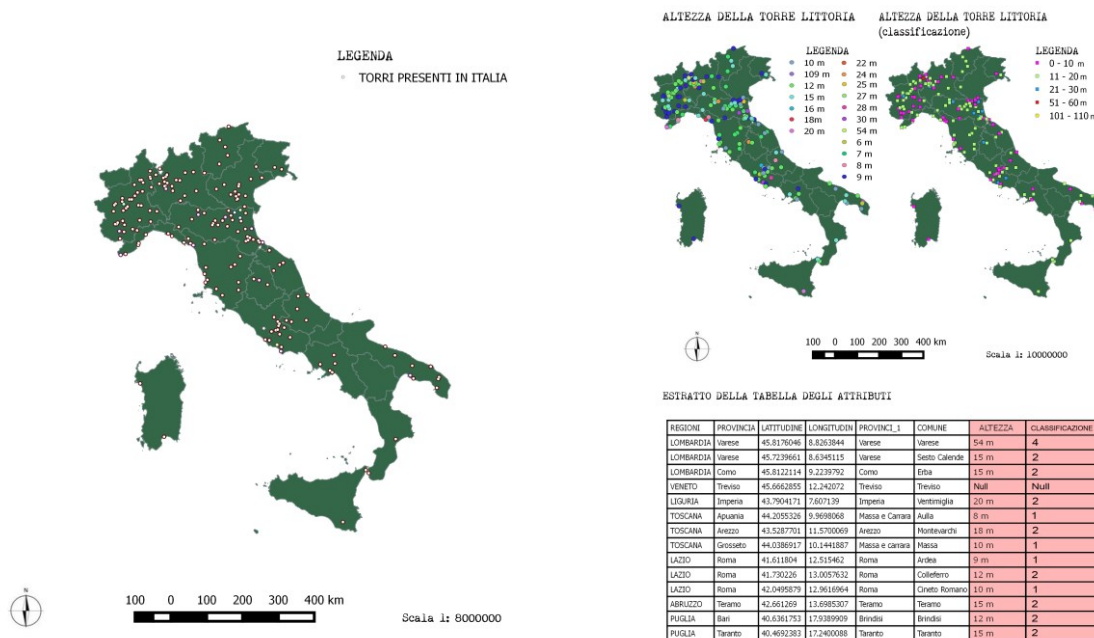 LEGENDA
TORRI PRESENTI IN ITALIA
100 0 100 200 300 400 km
Scala 1: 8000000
ALTEZZA DELLA TORRE LITTORIA
LEGENDA
10 m
109 m
12 m
15 m
16 m
18m
20 m
22 m
24 m
25 m
27 m
28 m
30 m
54 m
6 m
7 m
8 m
9 m
ALTEZZA DELLA TORRE LITTORIA
(classificazione)
LEGENDA
0 - 10 m
11 - 20 m
21 - 30 m
51 - 60 m
101 - 110 m
100 0 100 200 300 400 km
Scala 1: 10000000
ESTRATTO DELLA TABELLA DEGLI ATTRIBUTI
REGIONI PROVINCIA LATITUDINE LONGITUDIN PROVINCI_1 COMUNE ALTEZZA CLASSIFICAZIONE
LOMBARDIA Varese 45.8176046 8.8263844 Varese Varese 54 m 4
LOMBARDIA Varese 45.7239661 8.6345115 Varese Sesto Calende 15 m 2
LOMBARDIA Como 45.8122114 9.2239792 Como Erba 15 m 2
VENETO Treviso 45.6662855 12.242072 Treviso Treviso Null Null
LIGURIA Imperia 43.7904171 7.607139 Imperia Ventimiglia 20 m 2
TOSCANA Apuania 44.2055326 9.9698068 Massa e Carrara Aulla 8 m 1
TOSCANA Arezzo 43.5287701 11.5700069 Arezzo Montevarchi 18 m 2
TOSCANA Grosseto 44.0386917 10.1441887 Massa e carrara Massa 10 m 1
LAZIO Roma 41.611804 12.515462 Roma Ardea 9 m 1
LAZIO Roma 41.730226 13.0057632 Roma Colleferro 12 m 2
LAZIO Roma 42.0495879 12.9616964 Roma Cineto Romano 10 m 1
ABRUZZO Teramo 42.661269 13.6985307 Teramo Teramo 15 m 2
PUGLIA Bari 40.6361753 17.9389909 Brindisi Brindisi 12 m 2
PUGLIA Taranto 40.4692383 17.2400088 Taranto Taranto 15 m 2